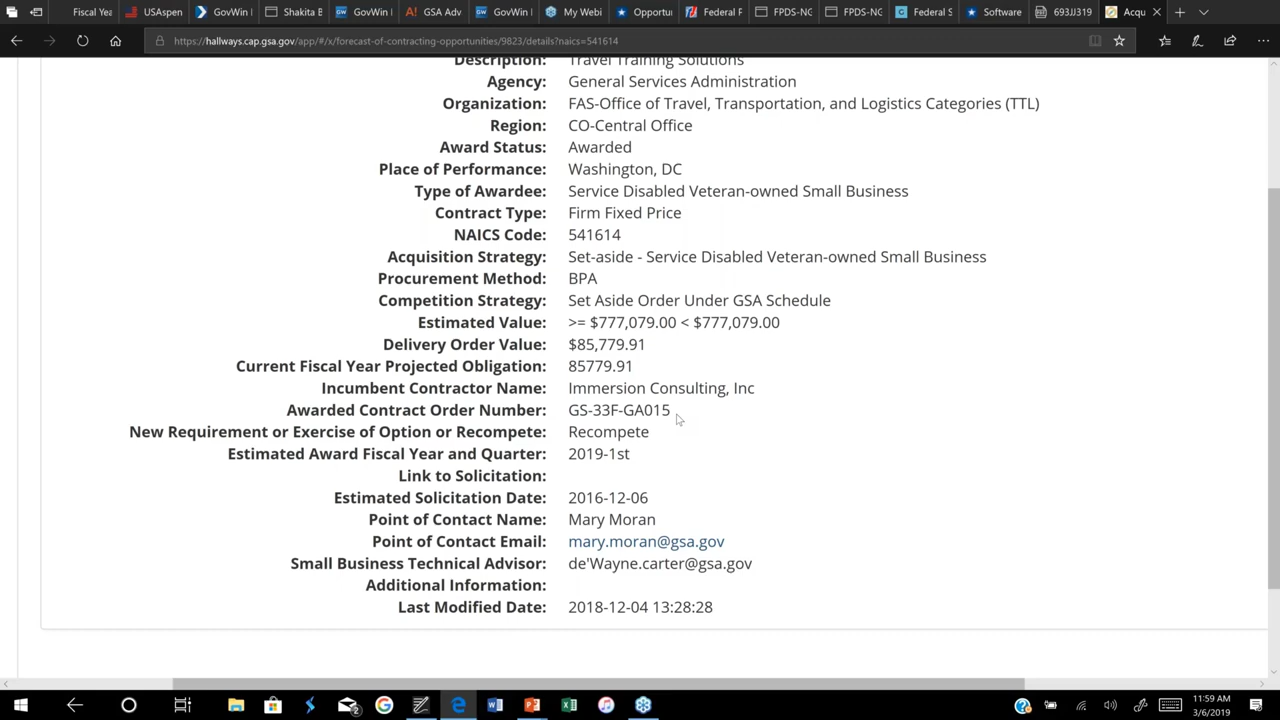 Fiscal Year
USAspen
GovWin I
Shakita B
GovWin I
GSA Adv
GovWin I
My Webi
Opportu
Federal F
FPDS-NG
FPDS-NG
Federal S
Software
693JJ319
Acqu
https://hallways.cap.gsa.gov/app/#/x/forecast-of-contracting-opportunities/9823/details?naics=541614
Description: Travel Training Solutions
Agency: General Services Administration
Organization: FAS-Office of Travel, Transportation, and Logistics Categories (TTL)
Region: CO-Central Office
Award Status: Awarded
Place of Performance: Washington, DC
Type of Awardee: Service Disabled Veteran-owned Small Business
Contract Type: Firm Fixed Price
NAICS Code: 541614
Acquisition Strategy: Set-aside - Service Disabled Veteran-owned Small Business
Procurement Method: BPA
Competition Strategy: Set Aside Order Under GSA Schedule
Estimated Value: >= $777,079.00 < $777,079.00
Delivery Order Value: $85,779.91
Current Fiscal Year Projected Obligation: 85779.91
Incumbent Contractor Name: Immersion Consulting, Inc
Awarded Contract Order Number: GS-33F-GA015
New Requirement or Exercise of Option or Recompete: Recompete
Estimated Award Fiscal Year and Quarter: 2019-1st
Link to Solicitation:
Estimated Solicitation Date: 2016-12-06
Point of Contact Name: Mary Moran
Point of Contact Email: mary.moran@gsa.gov
Small Business Technical Advisor: de'Wayne.carter@gsa.gov
Additional Information:
Last Modified Date: 2018-12-04 13:28:28
11:59 AM
3/6/2019